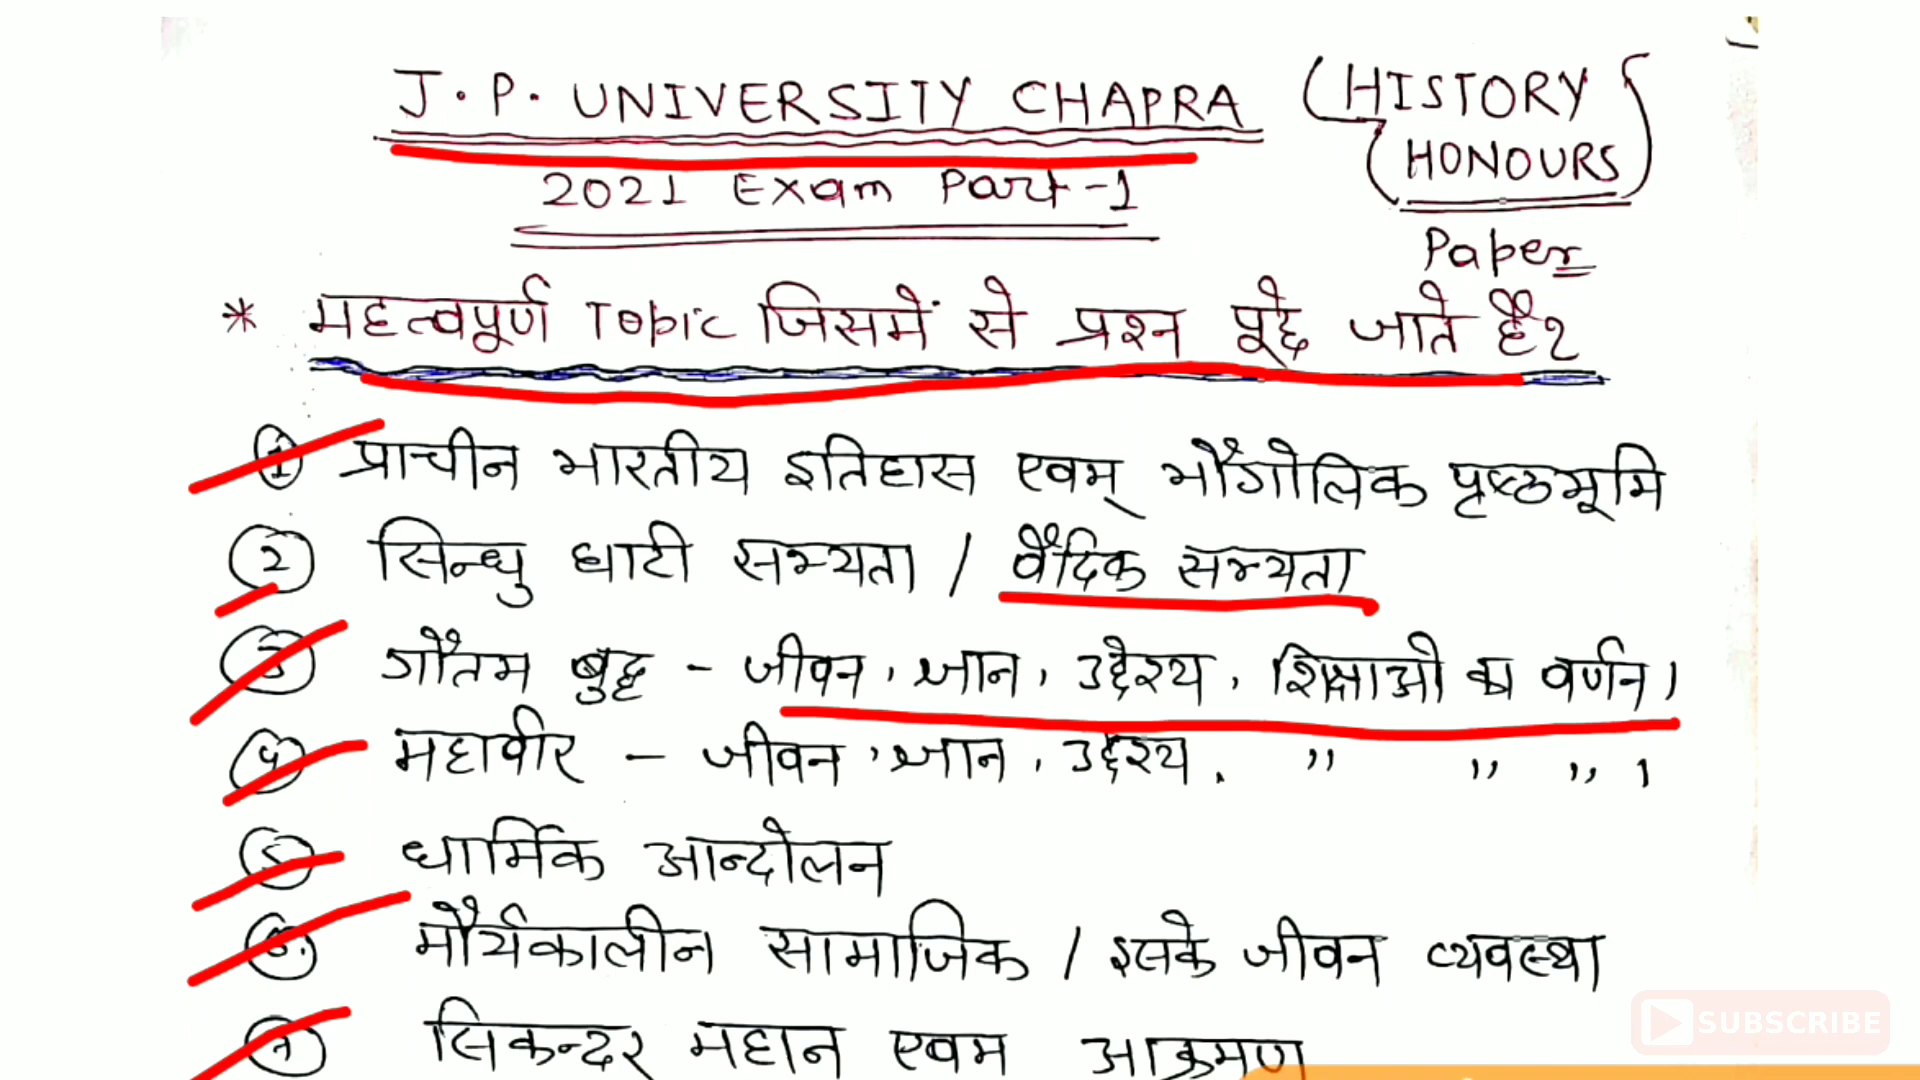 J. P. UNIVERSITY CHAPRA (HISTORY
(HONOURS)
2021 Exam Part-1
Paper
* महत्वपूर्ण Topic जिसमें से प्रश्न पूछे जाते है?
① प्राचीन भारतीय इतिहास एवम् भौगोलिक पृष्ठभूमि
② सिन्धु घाटी सभ्यता / वैदिक सभ्यता
③ गौतम बुद्ध - जीवन, ज्ञान, उद्देश्य, शिक्षाओ का वर्णन।
④ महावीर - जीवन, ज्ञान, उद्देश्य, " " " ।
⑤ धार्मिक आन्दोलन
⑥ मौर्यकालीन सामाजिक / इसके जीवन व्यवस्था
⑦ सिकन्दर महान एवम आक्रमण
SUBSCRIBE